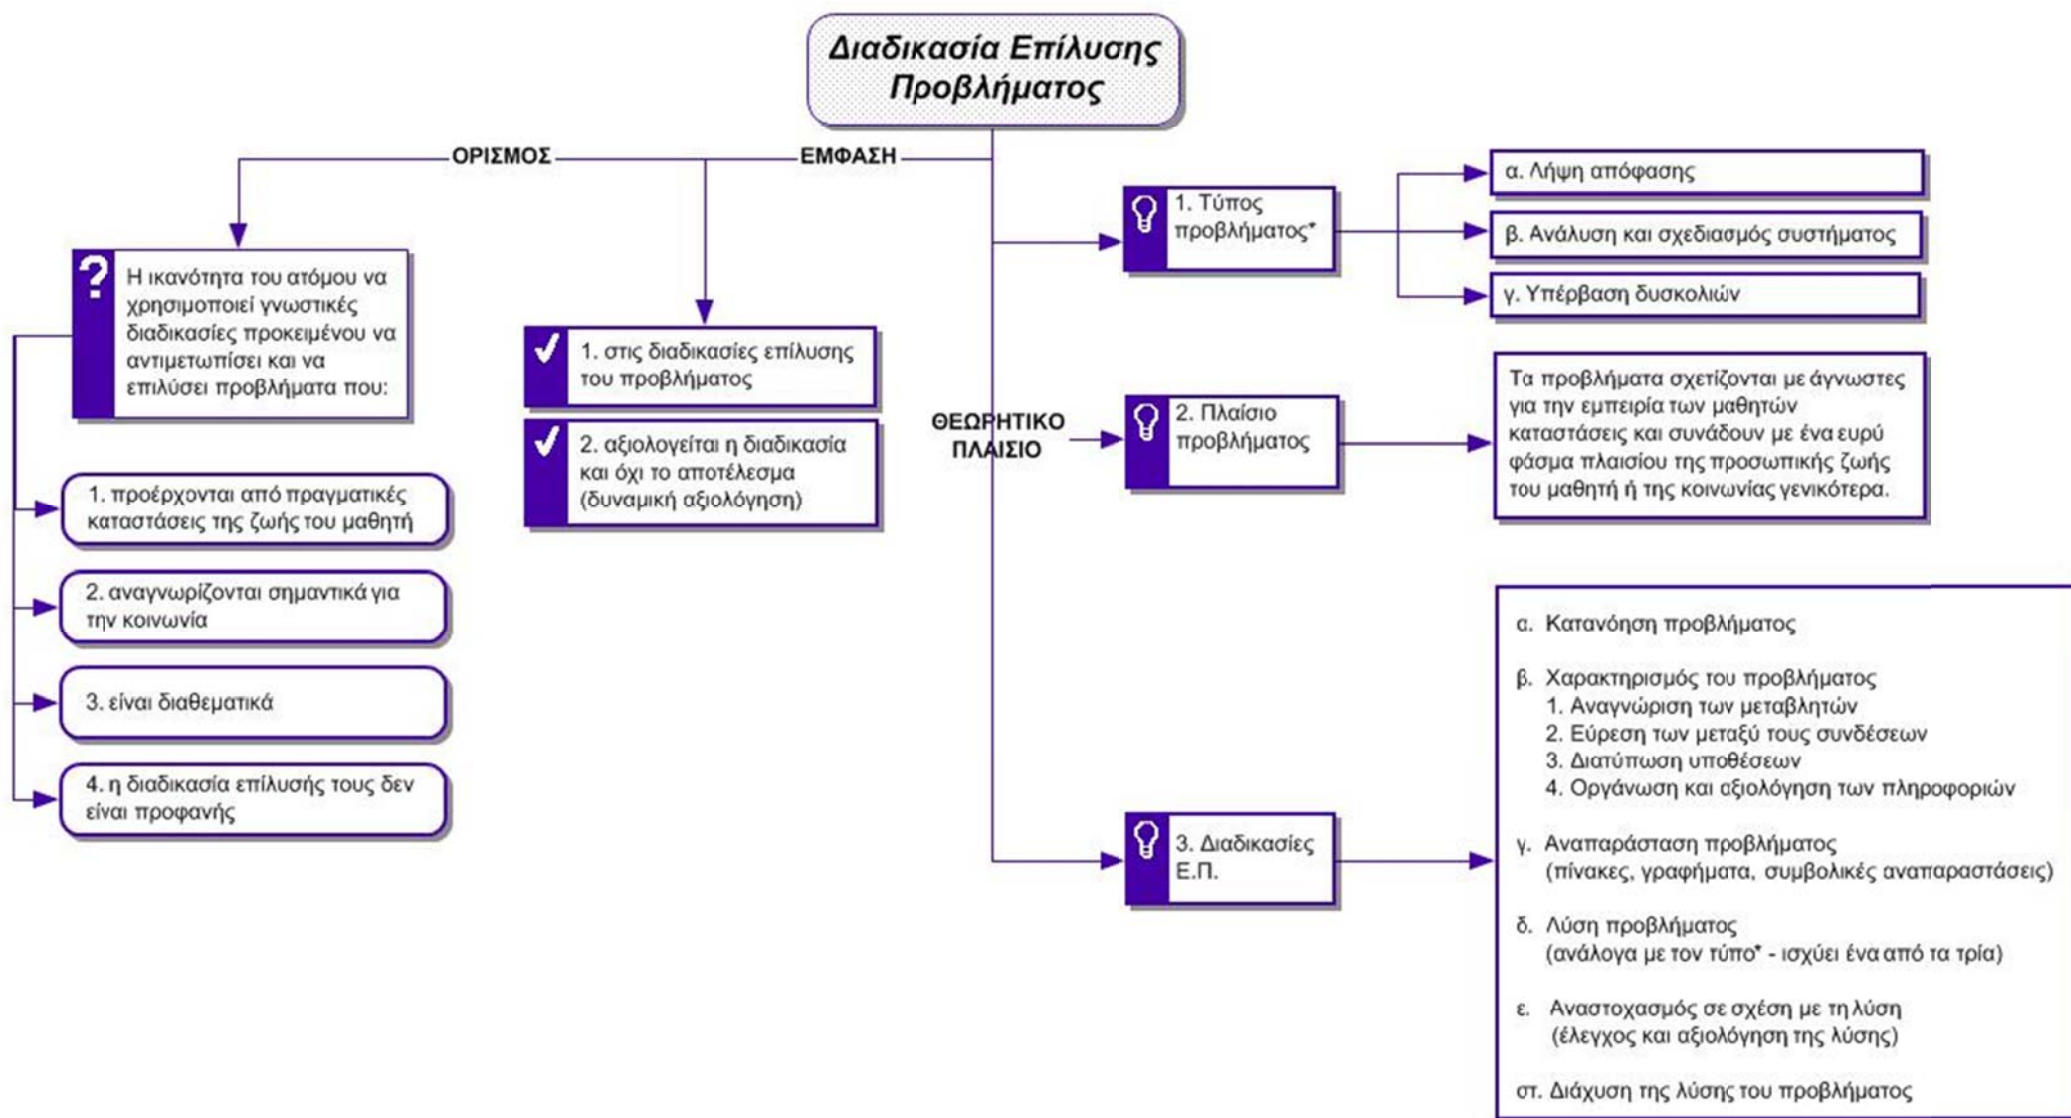 Διαδικασία Επίλυσης
Προβλήματος
ΟΡΙΣΜΟΣ
ΕΜΦΑΣΗ
?
Η ικανότητα του ατόμου να
χρησιμοποιεί γνωστικές
διαδικασίες προκειμένου να
αντιμετωπίσει και να
επιλύσει προβλήματα που:
1. προέρχονται από πραγματικές
καταστάσεις της ζωής του μαθητή
2. αναγνωρίζονται σημαντικά για
την κοινωνία
3. είναι διαθεματικά
4. η διαδικασία επίλυσής τους δεν
είναι προφανής
1. στις διαδικασίες επίλυσης
του προβλήματος
2. αξιολογείται η διαδικασία
και όχι το αποτέλεσμα
(δυναμική αξιολόγηση)
ΘΕΩΡΗΤΙΚΟ
ΠΛΑΙΣΙΟ
1. Τύπος
προβλήματος*
α. Λήψη απόφασης
β. Ανάλυση και σχεδιασμός συστήματος
γ. Υπέρβαση δυσκολιών
2. Πλαίσιο
προβλήματος
Τα προβλήματα σχετίζονται με άγνωστες
για την εμπειρία των μαθητών
καταστάσεις και συνάδουν με ένα ευρύ
φάσμα πλαισίου της προσωπικής ζωής
του μαθητή ή της κοινωνίας γενικότερα.
3. Διαδικασίες
Ε.Π.
α. Κατανόηση προβλήματος
β. Χαρακτηρισμός του προβλήματος
1. Αναγνώριση των μεταβλητών
2. Εύρεση των μεταξύ τους συνδέσεων
3. Διατύπωση υποθέσεων
4. Οργάνωση και αξιολόγηση των πληροφοριών
γ. Αναπαράσταση προβλήματος
(πίνακες, γραφήματα, συμβολικές αναπαραστάσεις)
δ. Λύση προβλήματος
(ανάλογα με τον τύπο* - ισχύει ένα από τα τρία)
ε. Αναστοχασμός σε σχέση με τη λύση
(έλεγχος και αξιολόγηση της λύσης)
στ. Διάχυση της λύσης του προβλήματος